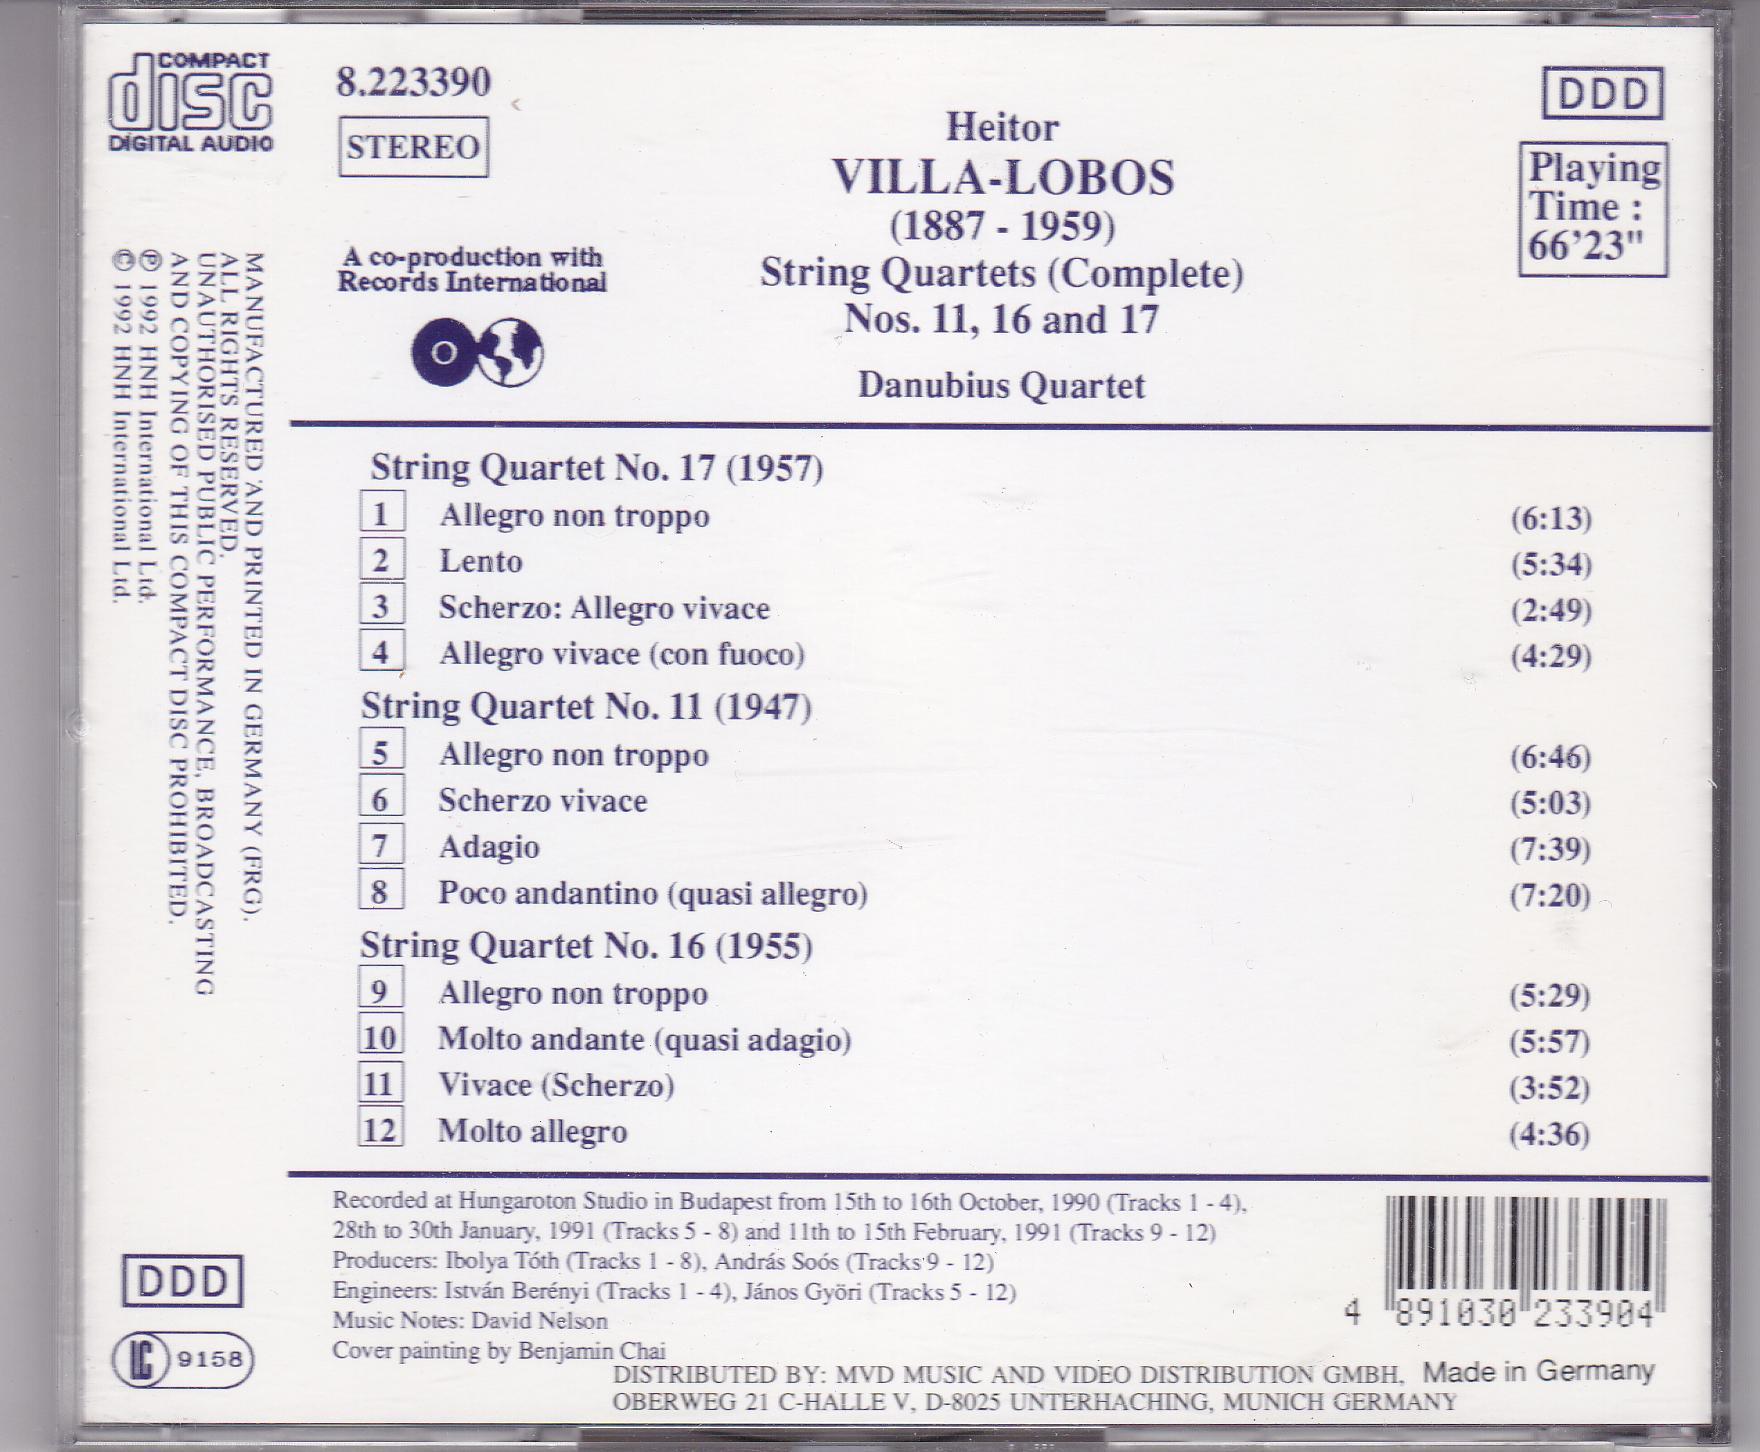 COMPACT
disc
DIGITAL AUDIO
8.223390
STEREO
A co-production with
Records International
Heitor
VILLA-LOBOS
(1887 - 1959)
String Quartets (Complete)
Nos. 11, 16 and 17
Danubius Quartet
DDD
Playing
Time :
66'23"
MANUFACTURED AND PRINTED IN GERMANY (FRG).
ALL RIGHTS RESERVED.
UNAUTHORISED PUBLIC PERFORMANCE, BROADCASTING
AND COPYING OF THIS COMPACT DISC PROHIBITED.
℗ 1992 HNH International Ltd.
© 1992 HNH International Ltd.
String Quartet No. 17 (1957)
1 Allegro non troppo (6:13)
2 Lento (5:34)
3 Scherzo: Allegro vivace (2:49)
4 Allegro vivace (con fuoco) (4:29)
String Quartet No. 11 (1947)
5 Allegro non troppo (6:46)
6 Scherzo vivace (5:03)
7 Adagio (7:39)
8 Poco andantino (quasi allegro) (7:20)
String Quartet No. 16 (1955)
9 Allegro non troppo (5:29)
10 Molto andante (quasi adagio) (5:57)
11 Vivace (Scherzo) (3:52)
12 Molto allegro (4:36)
Recorded at Hungaroton Studio in Budapest from 15th to 16th October, 1990 (Tracks 1 - 4),
28th to 30th January, 1991 (Tracks 5 - 8) and 11th to 15th February, 1991 (Tracks 9 - 12)
Producers: Ibolya Tóth (Tracks 1 - 8), András Soós (Tracks 9 - 12)
Engineers: István Berényi (Tracks 1 - 4), János Györi (Tracks 5 - 12)
Music Notes: David Nelson
Cover painting by Benjamin Chai
DDD
LC 9158
4 891030 233904
DISTRIBUTED BY: MVD MUSIC AND VIDEO DISTRIBUTION GMBH, Made in Germany
OBERWEG 21 C-HALLE V, D-8025 UNTERHACHING, MUNICH GERMANY